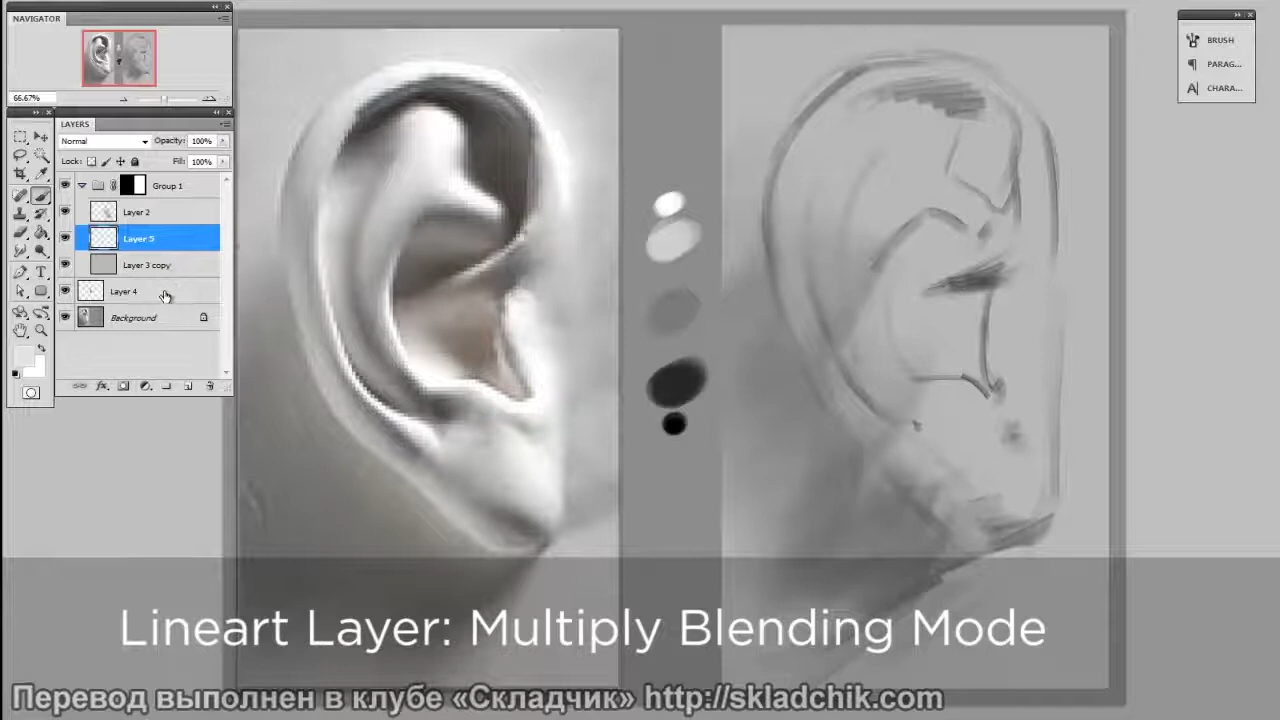 NAVIGATOR
66.67%
LAYERS
Normal
Opacity: 100%
Lock:
Fill: 100%
Group 1
Layer 2
Layer 5
Layer 3 copy
Layer 4
Background
BRUSH
PARAG...
CHARA...
Lineart Layer: Multiply Blending Mode
Перевод выполнен в клубе «Складчик» http://skladchik.com